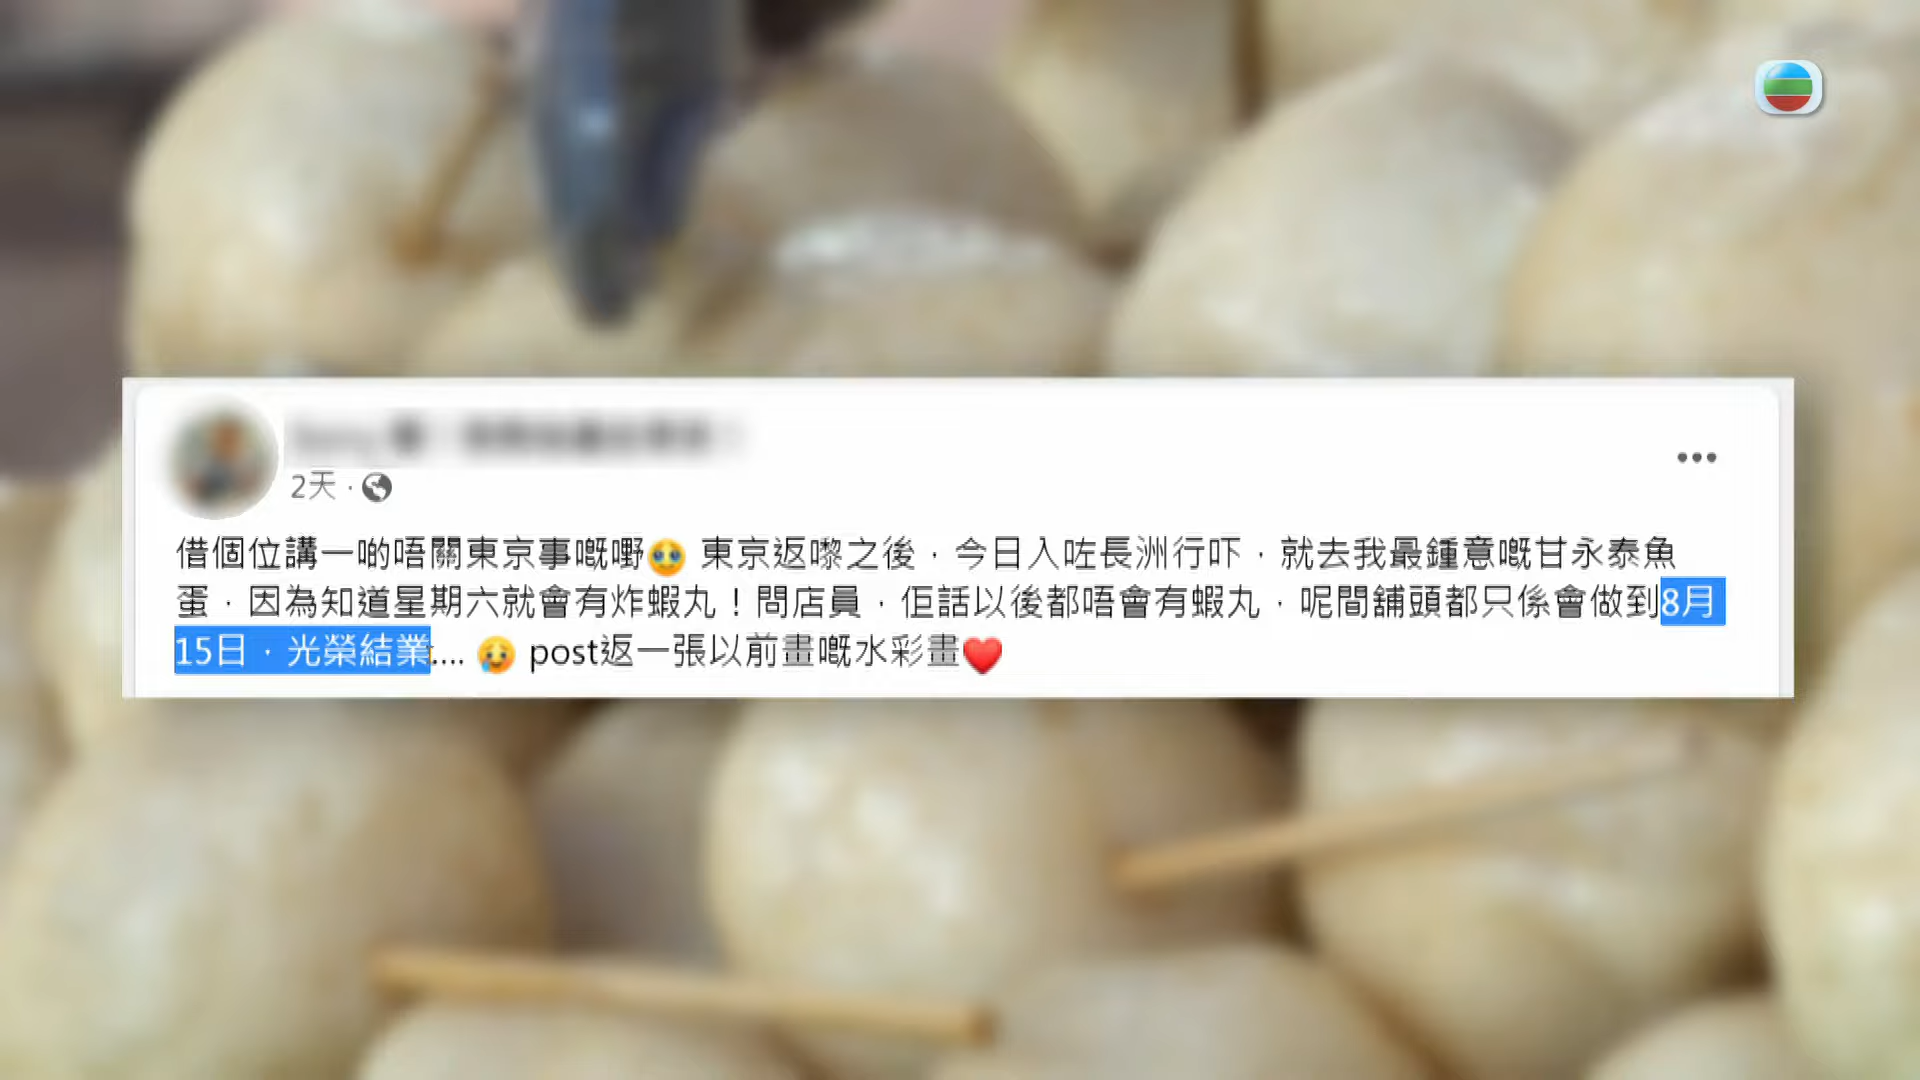 2天 ·
借個位講一啲唔關東京事嘅嘢🥹 東京返嚟之後，今日入咗長洲行吓，就去我最鍾意嘅甘永泰魚
蛋，因為知道星期六就會有炸蝦丸！問店員，佢話以後都唔會有蝦丸，呢間舖頭都只係會做到8月
15日，光榮結業.... 🥲 post返一張以前畫嘅水彩畫❤️